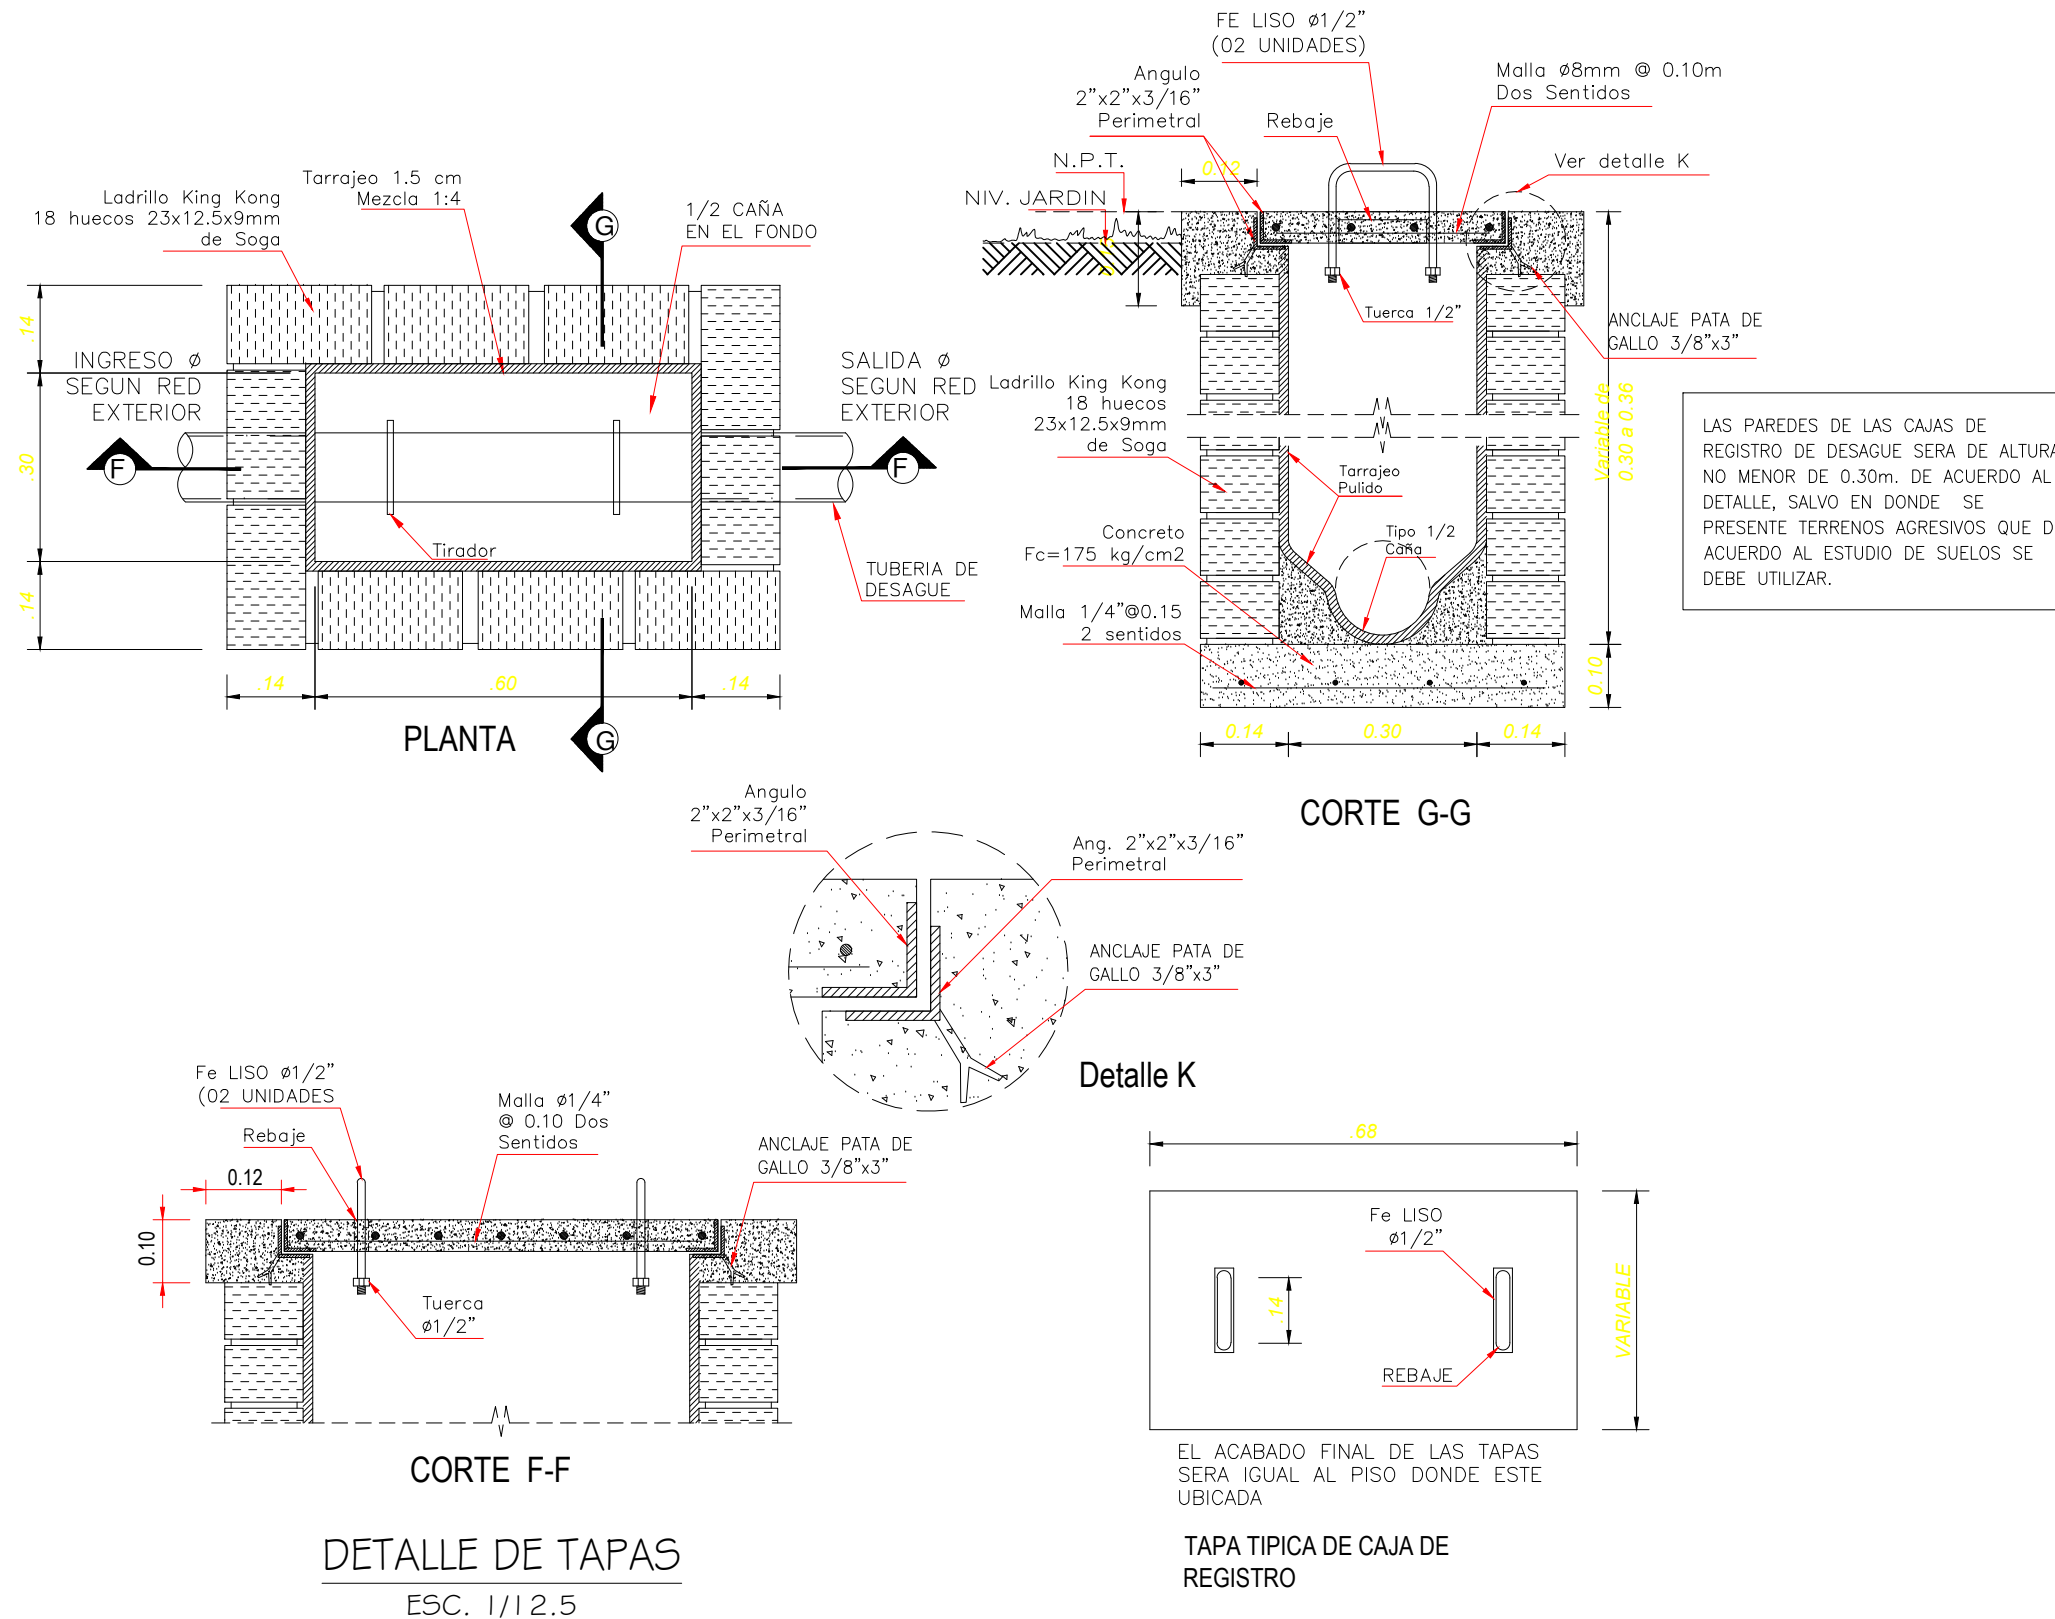 Ladrillo King Kong
18 huecos 23x12.5x9mm
de Soga
Tarrajeo 1.5 cm
Mezcla 1:4
G
1/2 CAÑA
EN EL FONDO
.14
.30
.14
INGRESO Ø
SEGUN RED
EXTERIOR
SALIDA Ø
SEGUN RED
EXTERIOR
F
F
Tirador
TUBERIA DE
DESAGUE
.14
.60
.14
PLANTA
G
FE LISO Ø1/2"
(02 UNIDADES)
Angulo
2"x2"x3/16"
Perimetral
Rebaje
Malla Ø8mm @ 0.10m
Dos Sentidos
N.P.T.
0.12
Ver detalle K
NIV. JARDIN
Tuerca 1/2"
ANCLAJE PATA DE
GALLO 3/8"x3"
Ladrillo King Kong
18 huecos
23x12.5x9mm
de Soga
Variable de
0.30 a 0.36
Tarrajeo
Pulido
Concreto
Fc=175 kg/cm2
Tipo 1/2
Caña
Malla 1/4"@0.15
2 sentidos
0.10
0.14
0.30
0.14
CORTE G-G
LAS PAREDES DE LAS CAJAS DE
REGISTRO DE DESAGUE SERA DE ALTURA
NO MENOR DE 0.30m. DE ACUERDO AL
DETALLE, SALVO EN DONDE SE
PRESENTE TERRENOS AGRESIVOS QUE D
ACUERDO AL ESTUDIO DE SUELOS SE
DEBE UTILIZAR.
Angulo
2"x2"x3/16"
Perimetral
Ang. 2"x2"x3/16"
Perimetral
ANCLAJE PATA DE
GALLO 3/8"x3"
Detalle K
Fe LISO Ø1/2"
(02 UNIDADES
Rebaje
Malla Ø1/4"
@ 0.10 Dos
Sentidos
ANCLAJE PATA DE
GALLO 3/8"x3"
0.12
0.10
Tuerca
Ø1/2"
CORTE F-F
DETALLE DE TAPAS
ESC. 1/12.5
.68
Fe LISO
Ø1/2"
.14
VARIABLE
REBAJE
EL ACABADO FINAL DE LAS TAPAS
SERA IGUAL AL PISO DONDE ESTE
UBICADA
TAPA TIPICA DE CAJA DE
REGISTRO